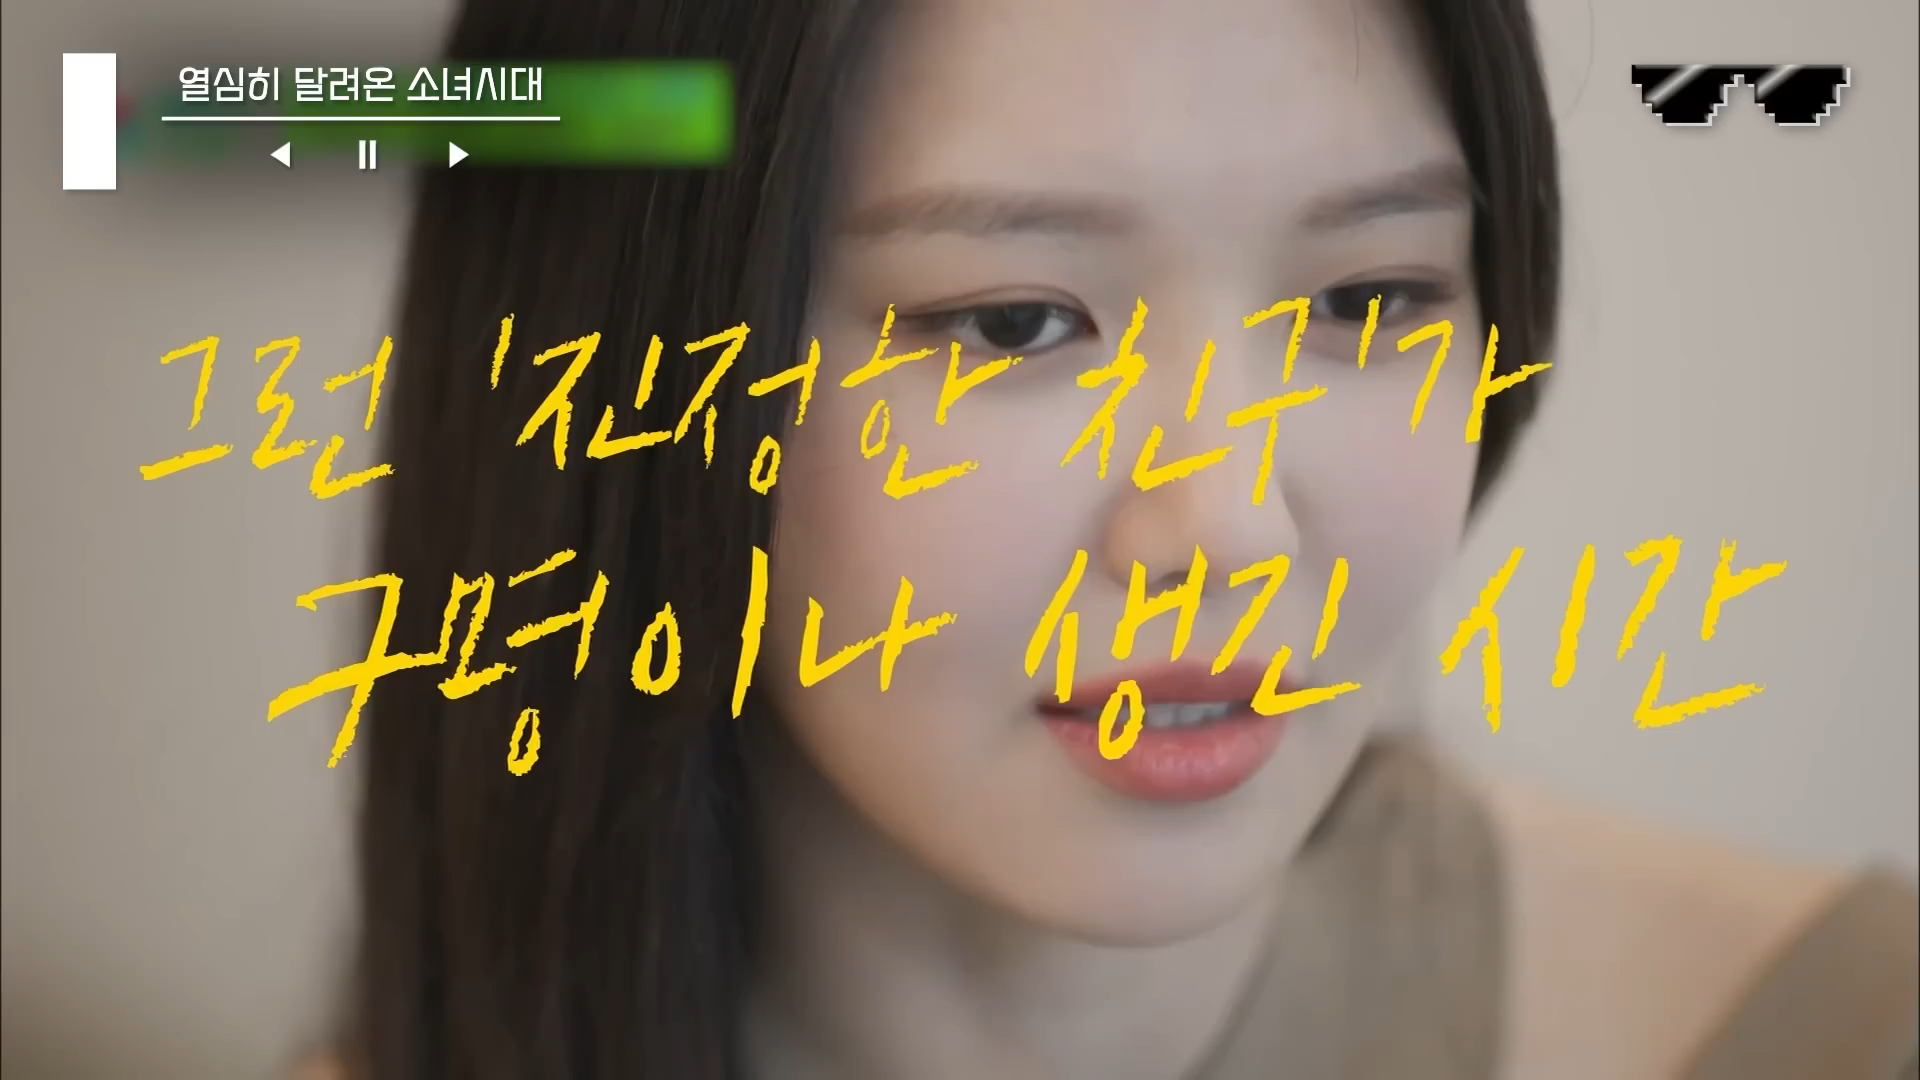 열심히 달려온 소녀시대
그런 '진정한 친구'가
구명이나 생긴 시간